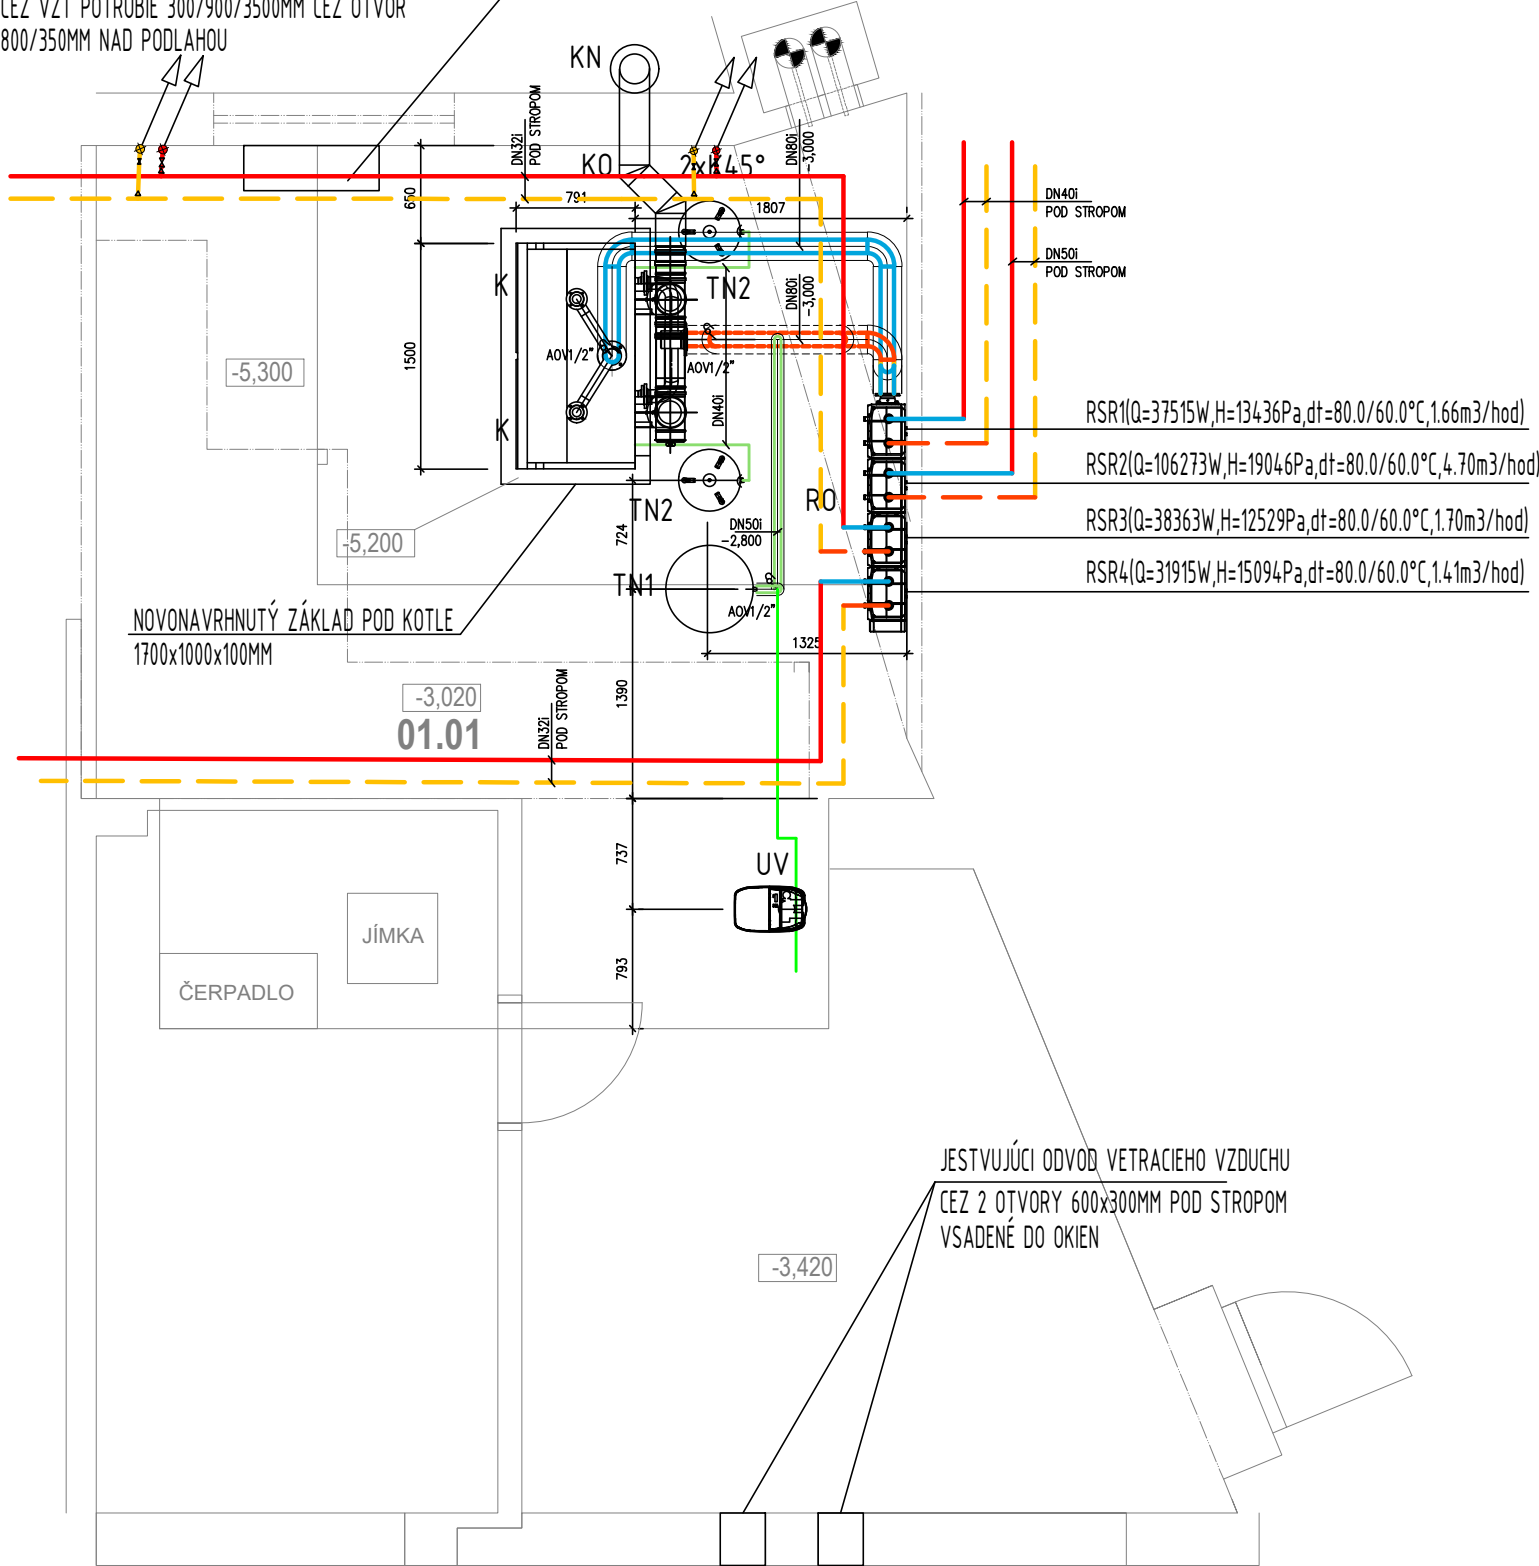 CEZ VZT POTRUBIE 300/900/3500MM CEZ OTVOR
800/350MM NAD PODLAHOU
KN
DN32i
POD STROPOM
KO
2xK45°
DN80i
-3,000
650
791
1807
DN40i
POD STROPOM
DN50i
POD STROPOM
K
TN2
DN80i
-3,000
1500
AOV1/2"
AOV1/2"
-5,300
DN40i
K
RSR1(Q=37515W,H=13436Pa,dt=80.0/60.0°C,1.66m3/hod)
RSR2(Q=106273W,H=19046Pa,dt=80.0/60.0°C,4.70m3/hod)
RSR3(Q=38363W,H=12529Pa,dt=80.0/60.0°C,1.70m3/hod)
RSR4(Q=31915W,H=15094Pa,dt=80.0/60.0°C,1.41m3/hod)
RO
TN2
724
DN50i
-2,800
-5,200
TN1
AOV1/2"
NOVONAVRHNUTÝ ZÁKLAD POD KOTLE
1700x1000x100MM
1325
-3,020
01.01
1390
DN32i
POD STROPOM
737
UV
JÍMKA
793
ČERPADLO
JESTVUJÚCI ODVOD VETRACIEHO VZDUCHU
CEZ 2 OTVORY 600x300MM POD STROPOM
VSADENÉ DO OKIEN
-3,420